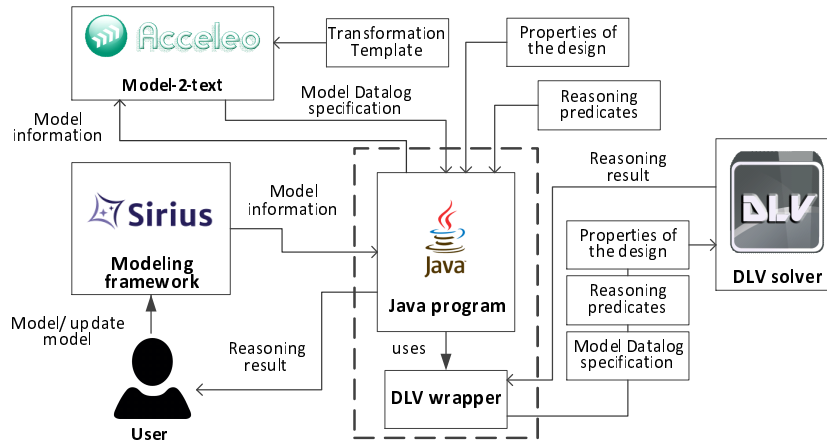 Acceleo
Model-2-text
Transformation
Template
Properties of
the design
Model Datalog
specification
Reasoning
predicates
Model
information
Sirius
Modeling
framework
Model
information
Java
Java program
Reasoning
result
DLV
DLV solver
Properties of
the design
Reasoning
predicates
Model Datalog
specification
Model/ update
model
User
Reasoning
result
uses
DLV wrapper